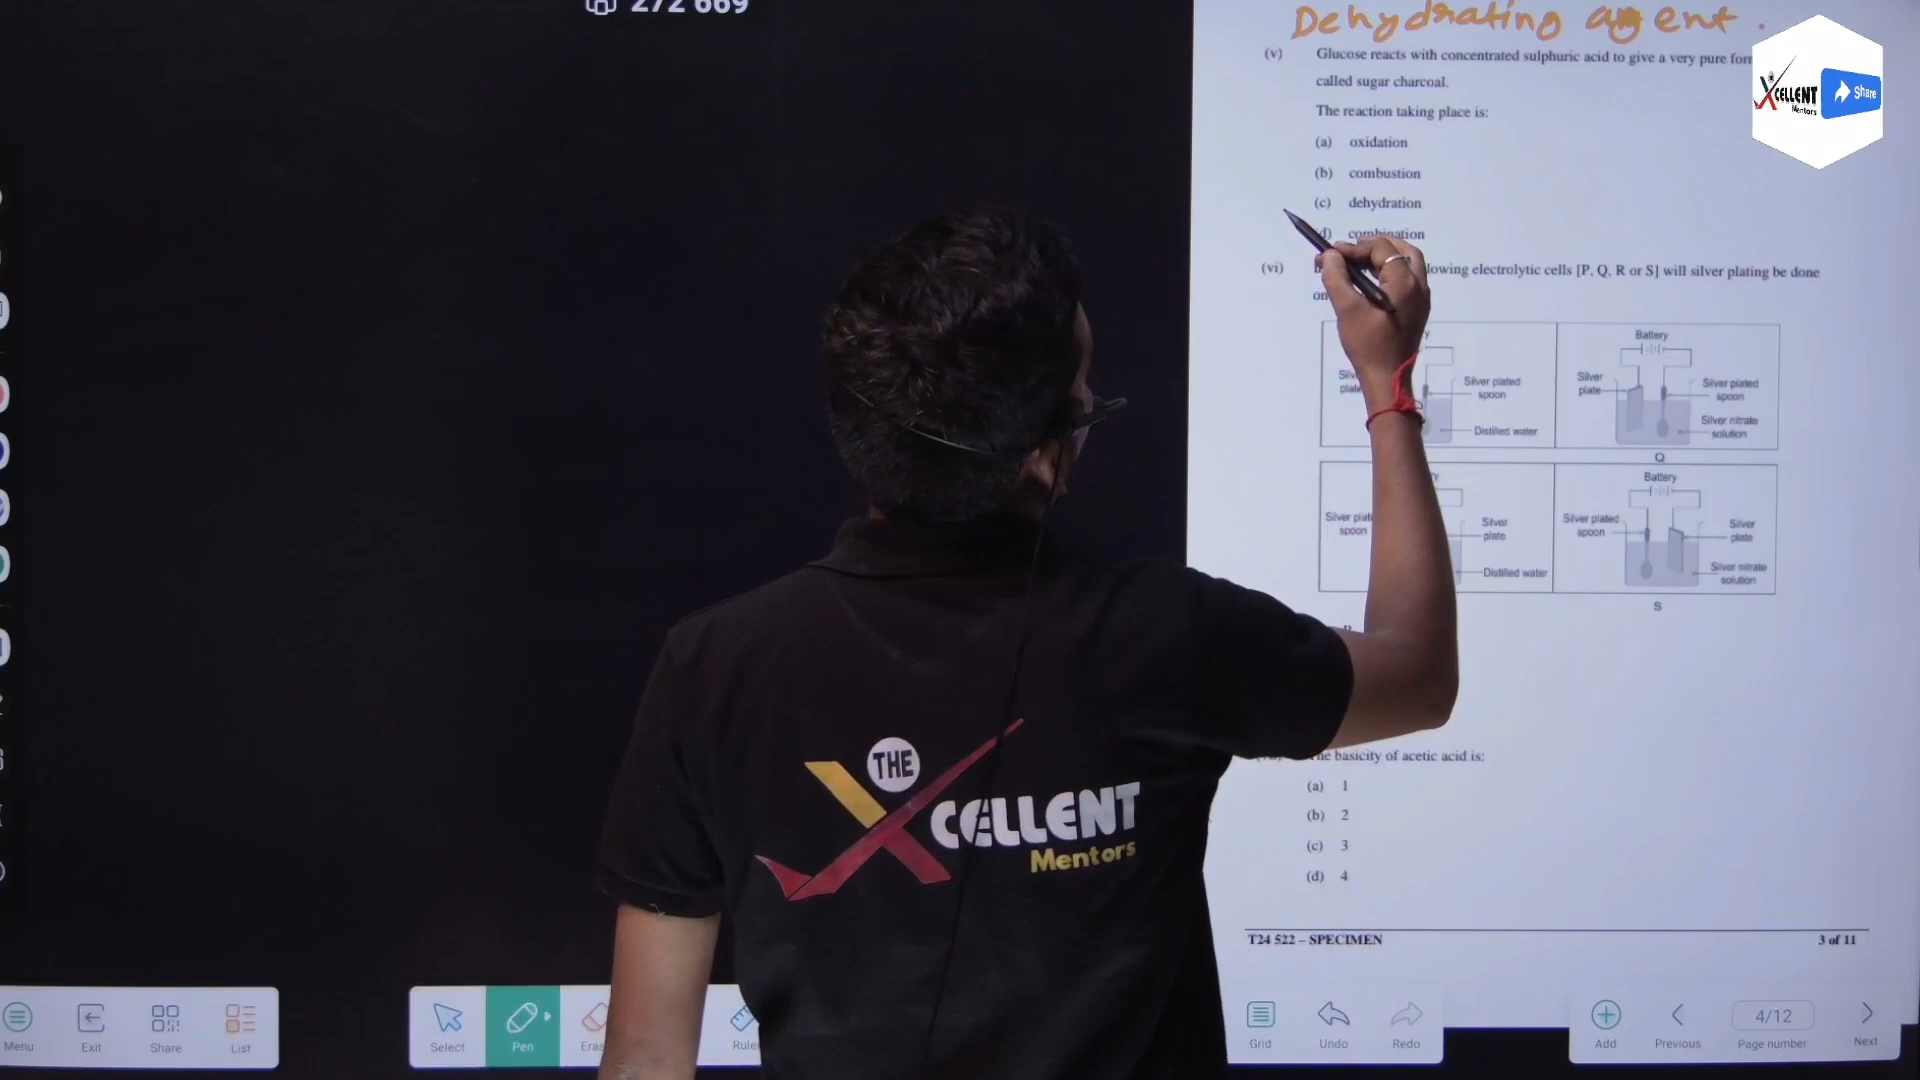 272 669
Dehydrating agent.
(v) Glucose reacts with concentrated sulphuric acid to give a very pure
called sugar charcoal.
The reaction taking place is:
(a) oxidation
(b) combustion
(c) dehydration
(d) combination
(vi) lowing electrolytic cells [P, Q, R or S] will silver plating be done
on
Silver plated spoon
Distilled water
Battery
Silver plate
Silver plated spoon
Silver nitrate solution
Q
Silver plated spoon
Silver plate
Distilled water
Battery
Silver plated spoon
Silver plate
Silver nitrate solution
S
The basicity of acetic acid is:
(a) 1
(b) 2
(c) 3
(d) 4
T24 522 – SPECIMEN 3 of 11
XCELLENT Mentors
Share
THE
XCELLENT
Mentors
Menu Exit Share List Select Pen Grid Undo Redo Add Previous 4/12 Page number Next